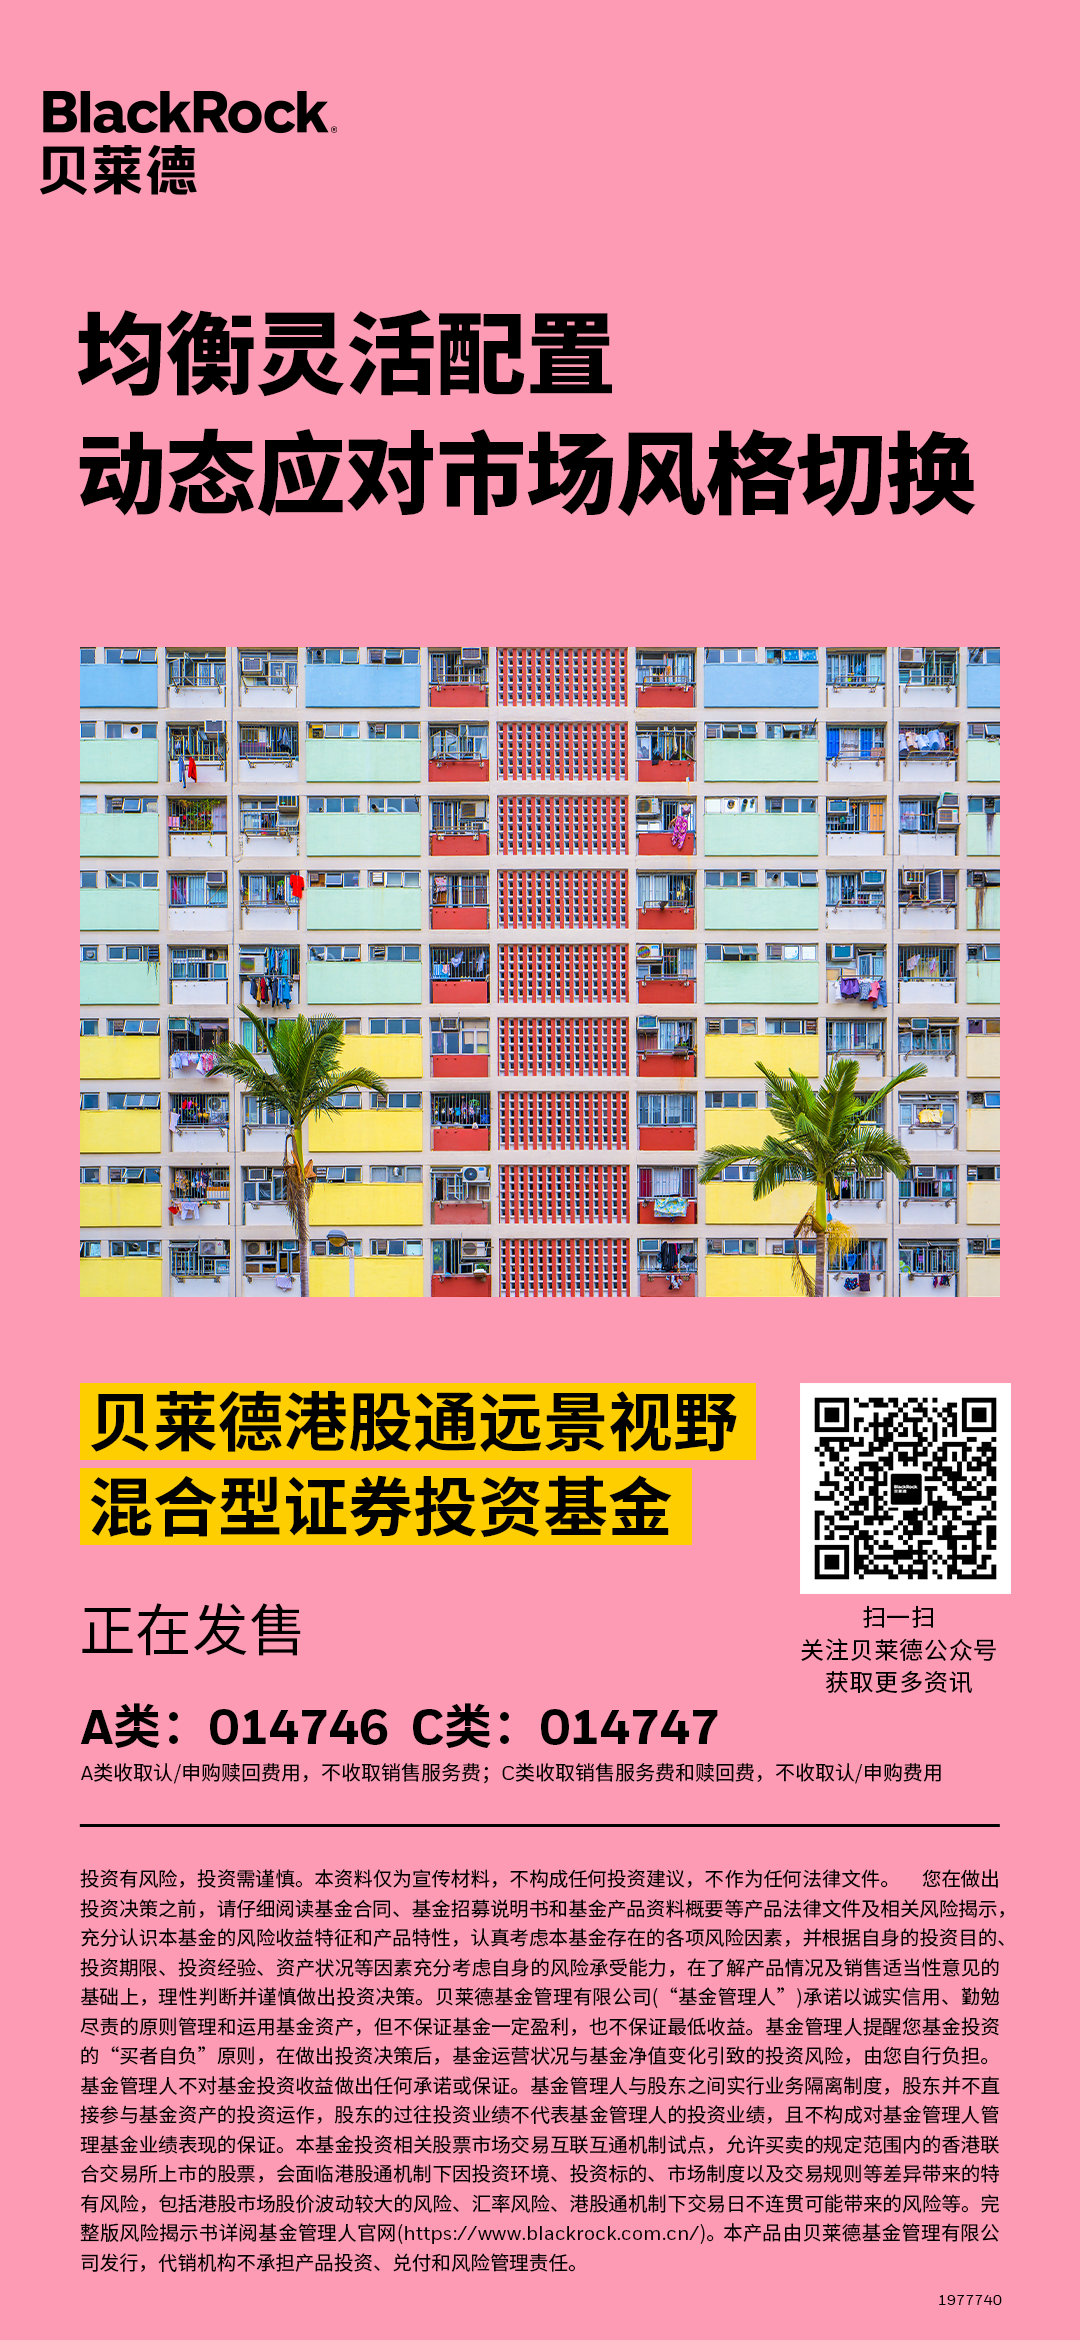 BlackRock®
贝莱德
均衡灵活配置
动态应对市场风格切换
贝莱德港股通远景视野
混合型证券投资基金
BlackRock
贝莱德
扫一扫
关注贝莱德公众号
获取更多资讯
正在发售
A类：014746 C类：014747
A类收取认/申购赎回费用，不收取销售服务费；C类收取销售服务费和赎回费，不收取认/申购费用
投资有风险，投资需谨慎。本资料仅为宣传材料，不构成任何投资建议，不作为任何法律文件。 您在做出
投资决策之前，请仔细阅读基金合同、基金招募说明书和基金产品资料概要等产品法律文件及相关风险揭示，
充分认识本基金的风险收益特征和产品特性，认真考虑本基金存在的各项风险因素，并根据自身的投资目的、
投资期限、投资经验、资产状况等因素充分考虑自身的风险承受能力，在了解产品情况及销售适当性意见的
基础上，理性判断并谨慎做出投资决策。贝莱德基金管理有限公司(“基金管理人”)承诺以诚实信用、勤勉
尽责的原则管理和运用基金资产，但不保证基金一定盈利，也不保证最低收益。基金管理人提醒您基金投资
的“买者自负”原则，在做出投资决策后，基金运营状况与基金净值变化引致的投资风险，由您自行负担。
基金管理人不对基金投资收益做出任何承诺或保证。基金管理人与股东之间实行业务隔离制度，股东并不直
接参与基金资产的投资运作，股东的过往投资业绩不代表基金管理人的投资业绩，且不构成对基金管理人管
理基金业绩表现的保证。本基金投资相关股票市场交易互联互通机制试点，允许买卖的规定范围内的香港联
合交易所上市的股票，会面临港股通机制下因投资环境、投资标的、市场制度以及交易规则等差异带来的特
有风险，包括港股市场股价波动较大的风险、汇率风险、港股通机制下交易日不连贯可能带来的风险等。完
整版风险揭示书详阅基金管理人官网(https://www.blackrock.com.cn/)。本产品由贝莱德基金管理有限公
司发行，代销机构不承担产品投资、兑付和风险管理责任。
1977740